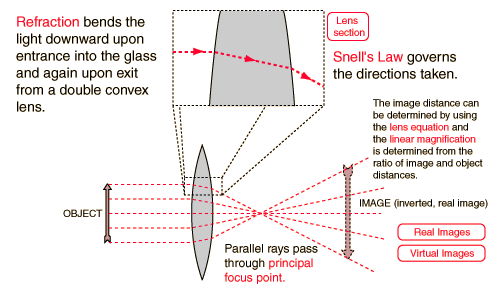 Refraction bends the
light downward upon
entrance into the glass
and again upon exit
from a double convex
lens.
Lens
section
Snell's Law governs
the directions taken.
The image distance can
be determined by using
the lens equation and
the linear magnification
is determined from the
ratio of image and object
distances.
OBJECT
IMAGE (inverted, real image)
Real Images
Virtual Images
Parallel rays pass
through principal
focus point.